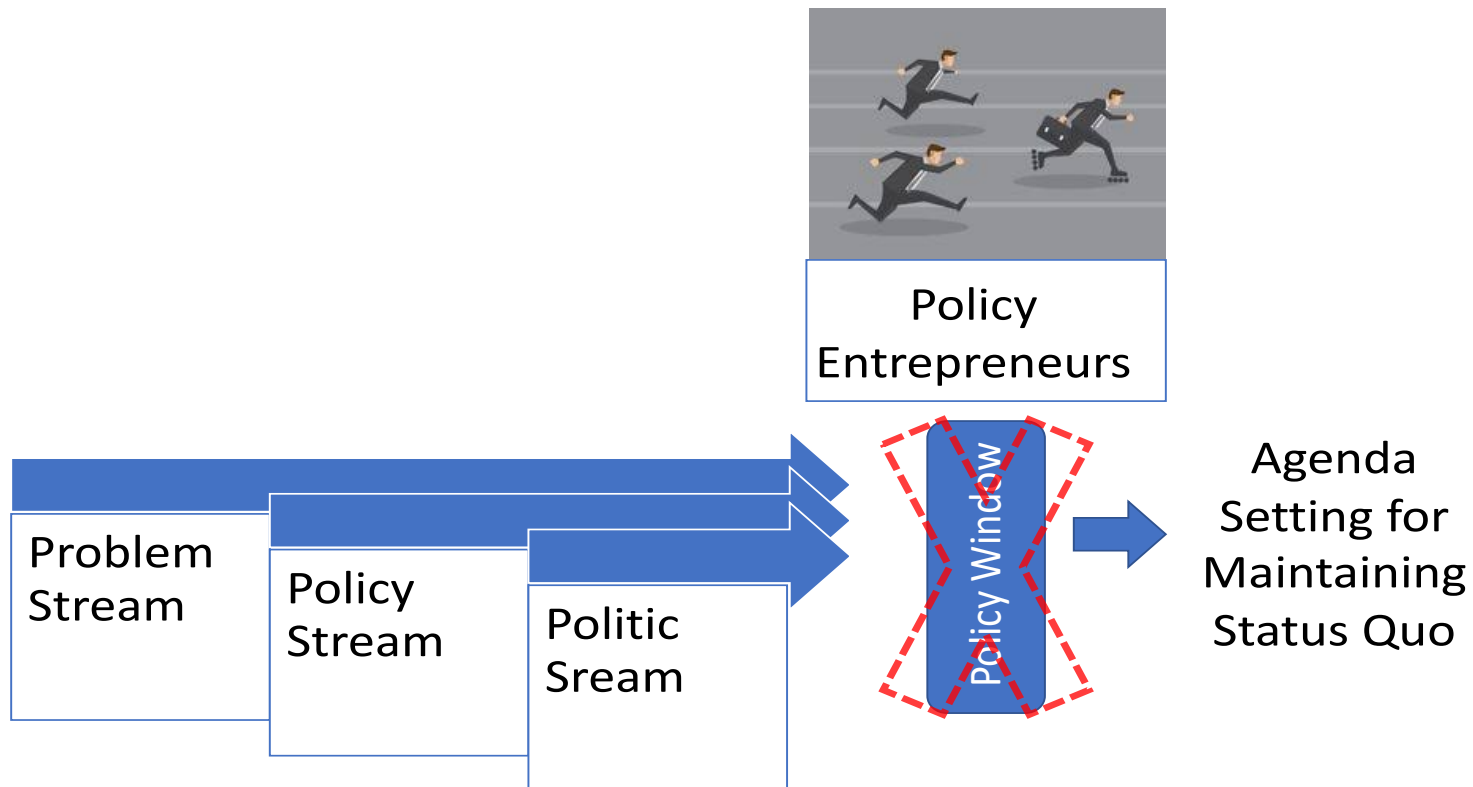 Policy
Entrepreneurs
Problem
Stream
Policy
Stream
Politic
Sream
Policy Window
Agenda
Setting for
Maintaining
Status Quo